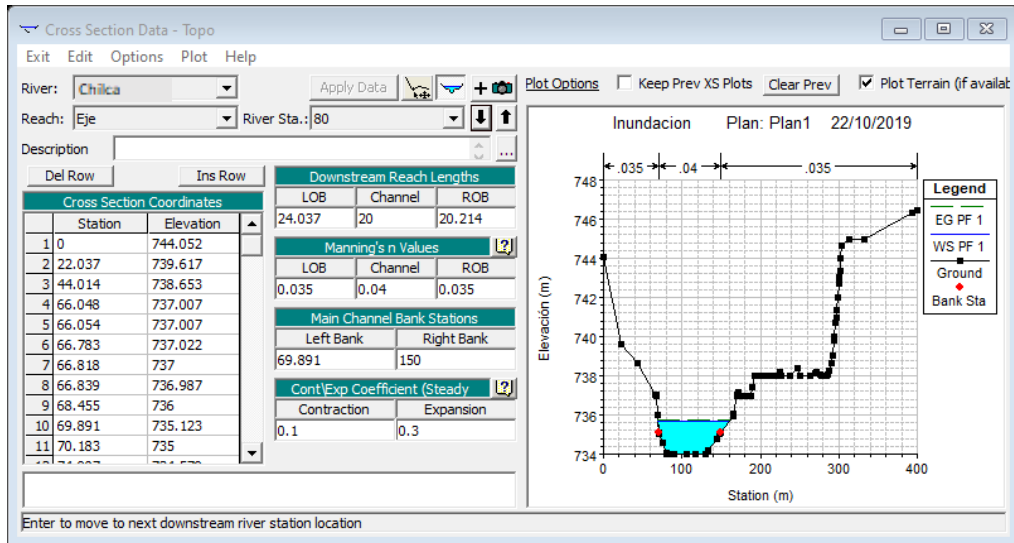 Cross Section Data - Topo
Exit Edit Options Plot Help
River: Chilca Apply Data Plot Options Keep Prev XS Plots Clear Prev Plot Terrain (if availab
Reach: Eje River Sta.: 80
Description ...
Del Row Ins Row
Cross Section Coordinates
Station Elevation
1 0 744.052
2 22.037 739.617
3 44.014 738.653
4 66.048 737.007
5 66.054 737.007
6 66.783 737.022
7 66.818 737
8 66.839 736.987
9 68.455 736
10 69.891 735.123
11 70.183 735
Downstream Reach Lengths
LOB Channel ROB
24.037 20 20.214
Manning's n Values
LOB Channel ROB
0.035 0.04 0.035
Main Channel Bank Stations
Left Bank Right Bank
69.891 150
Cont\Exp Coefficient (Steady
Contraction Expansion
0.1 0.3
Inundacion Plan: Plan1 22/10/2019
.035 .04 .035
748
746
744
742
740
738
736
734
Elevación (m)
0 100 200 300 400
Station (m)
Legend
EG PF 1
WS PF 1
Ground
Bank Sta
Enter to move to next downstream river station location